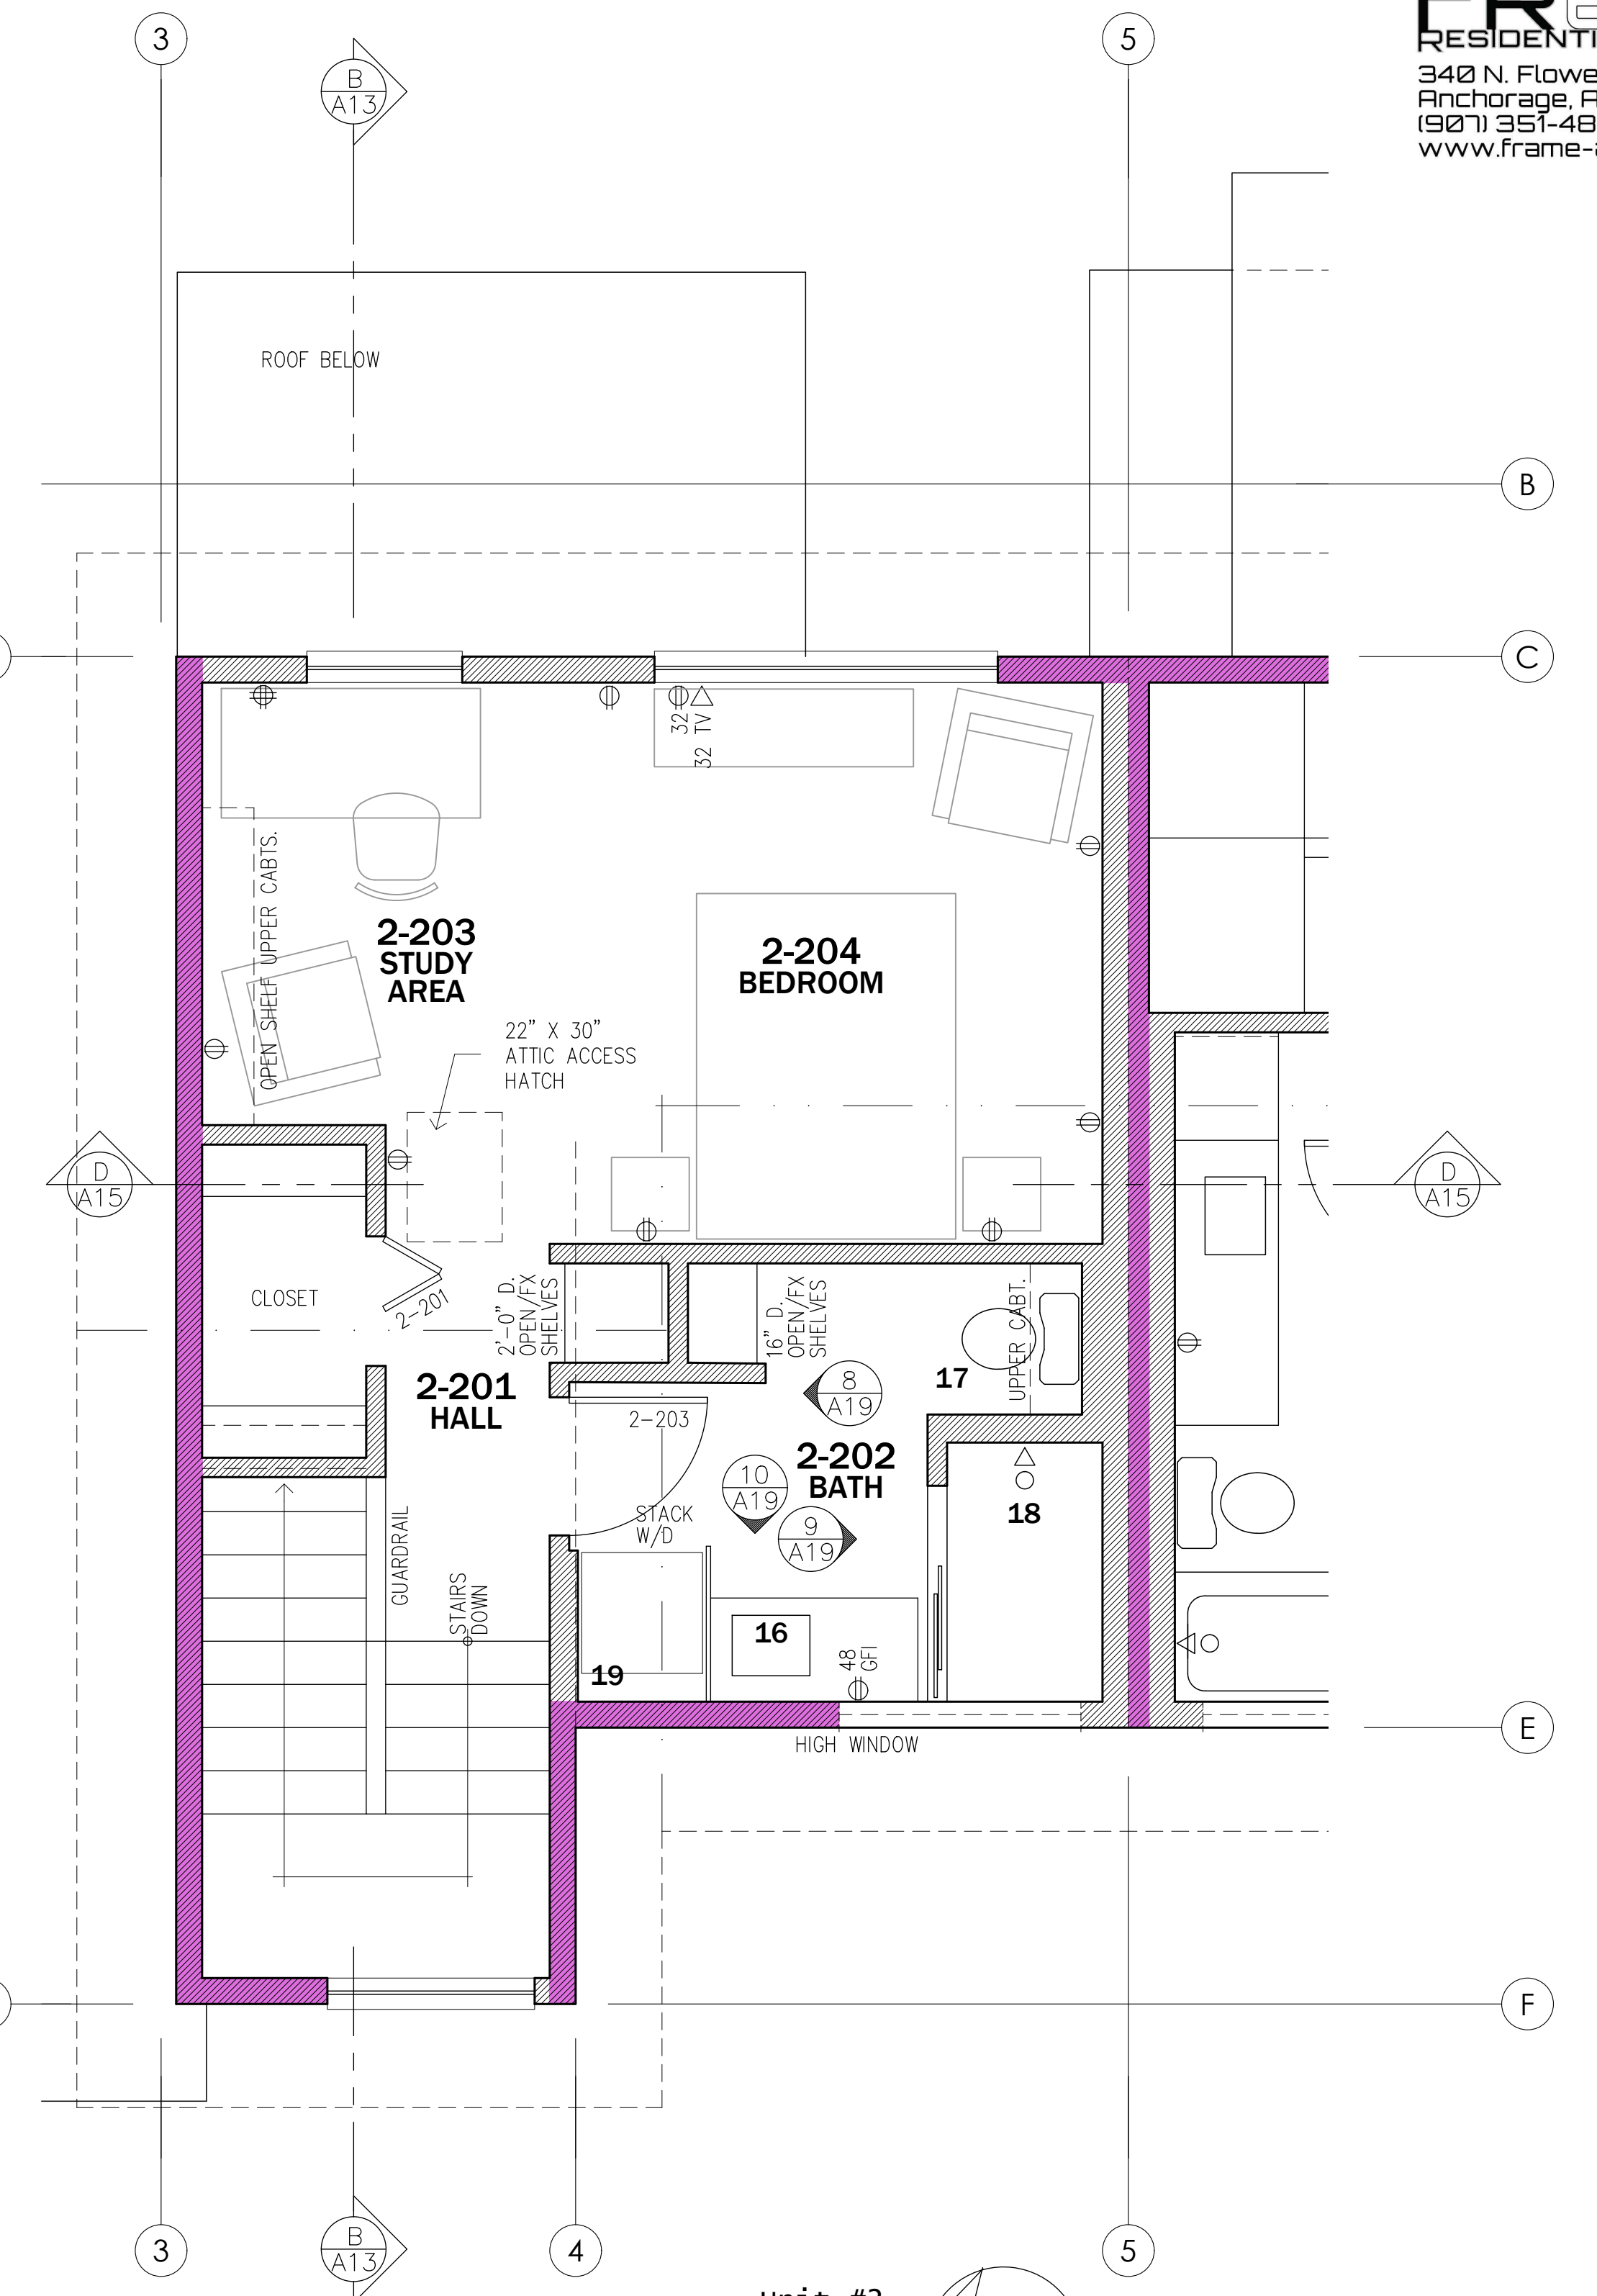 3
5
B
A13
RESIDENTI
340 N. Flowe
Anchorage, A
(907) 351-48
www.frame-
ROOF BELOW
B
C
32
32 TV
OPEN SHELF UPPER CABTS.
2-203
STUDY
AREA
2-204
BEDROOM
22" X 30"
ATTIC ACCESS
HATCH
D
A15
D
A15
CLOSET
2-201
2'-0" D.
OPEN/FX
SHELVES
16" D.
OPEN/FX
SHELVES
UPPER CABT.
17
8
A19
2-201
HALL
2-203
2-202
BATH
10
A19
9
A19
18
STACK
W/D
GUARDRAIL
STAIRS
DOWN
16
48
GFI
19
HIGH WINDOW
E
F
3
B
A13
4
5
Unit #2